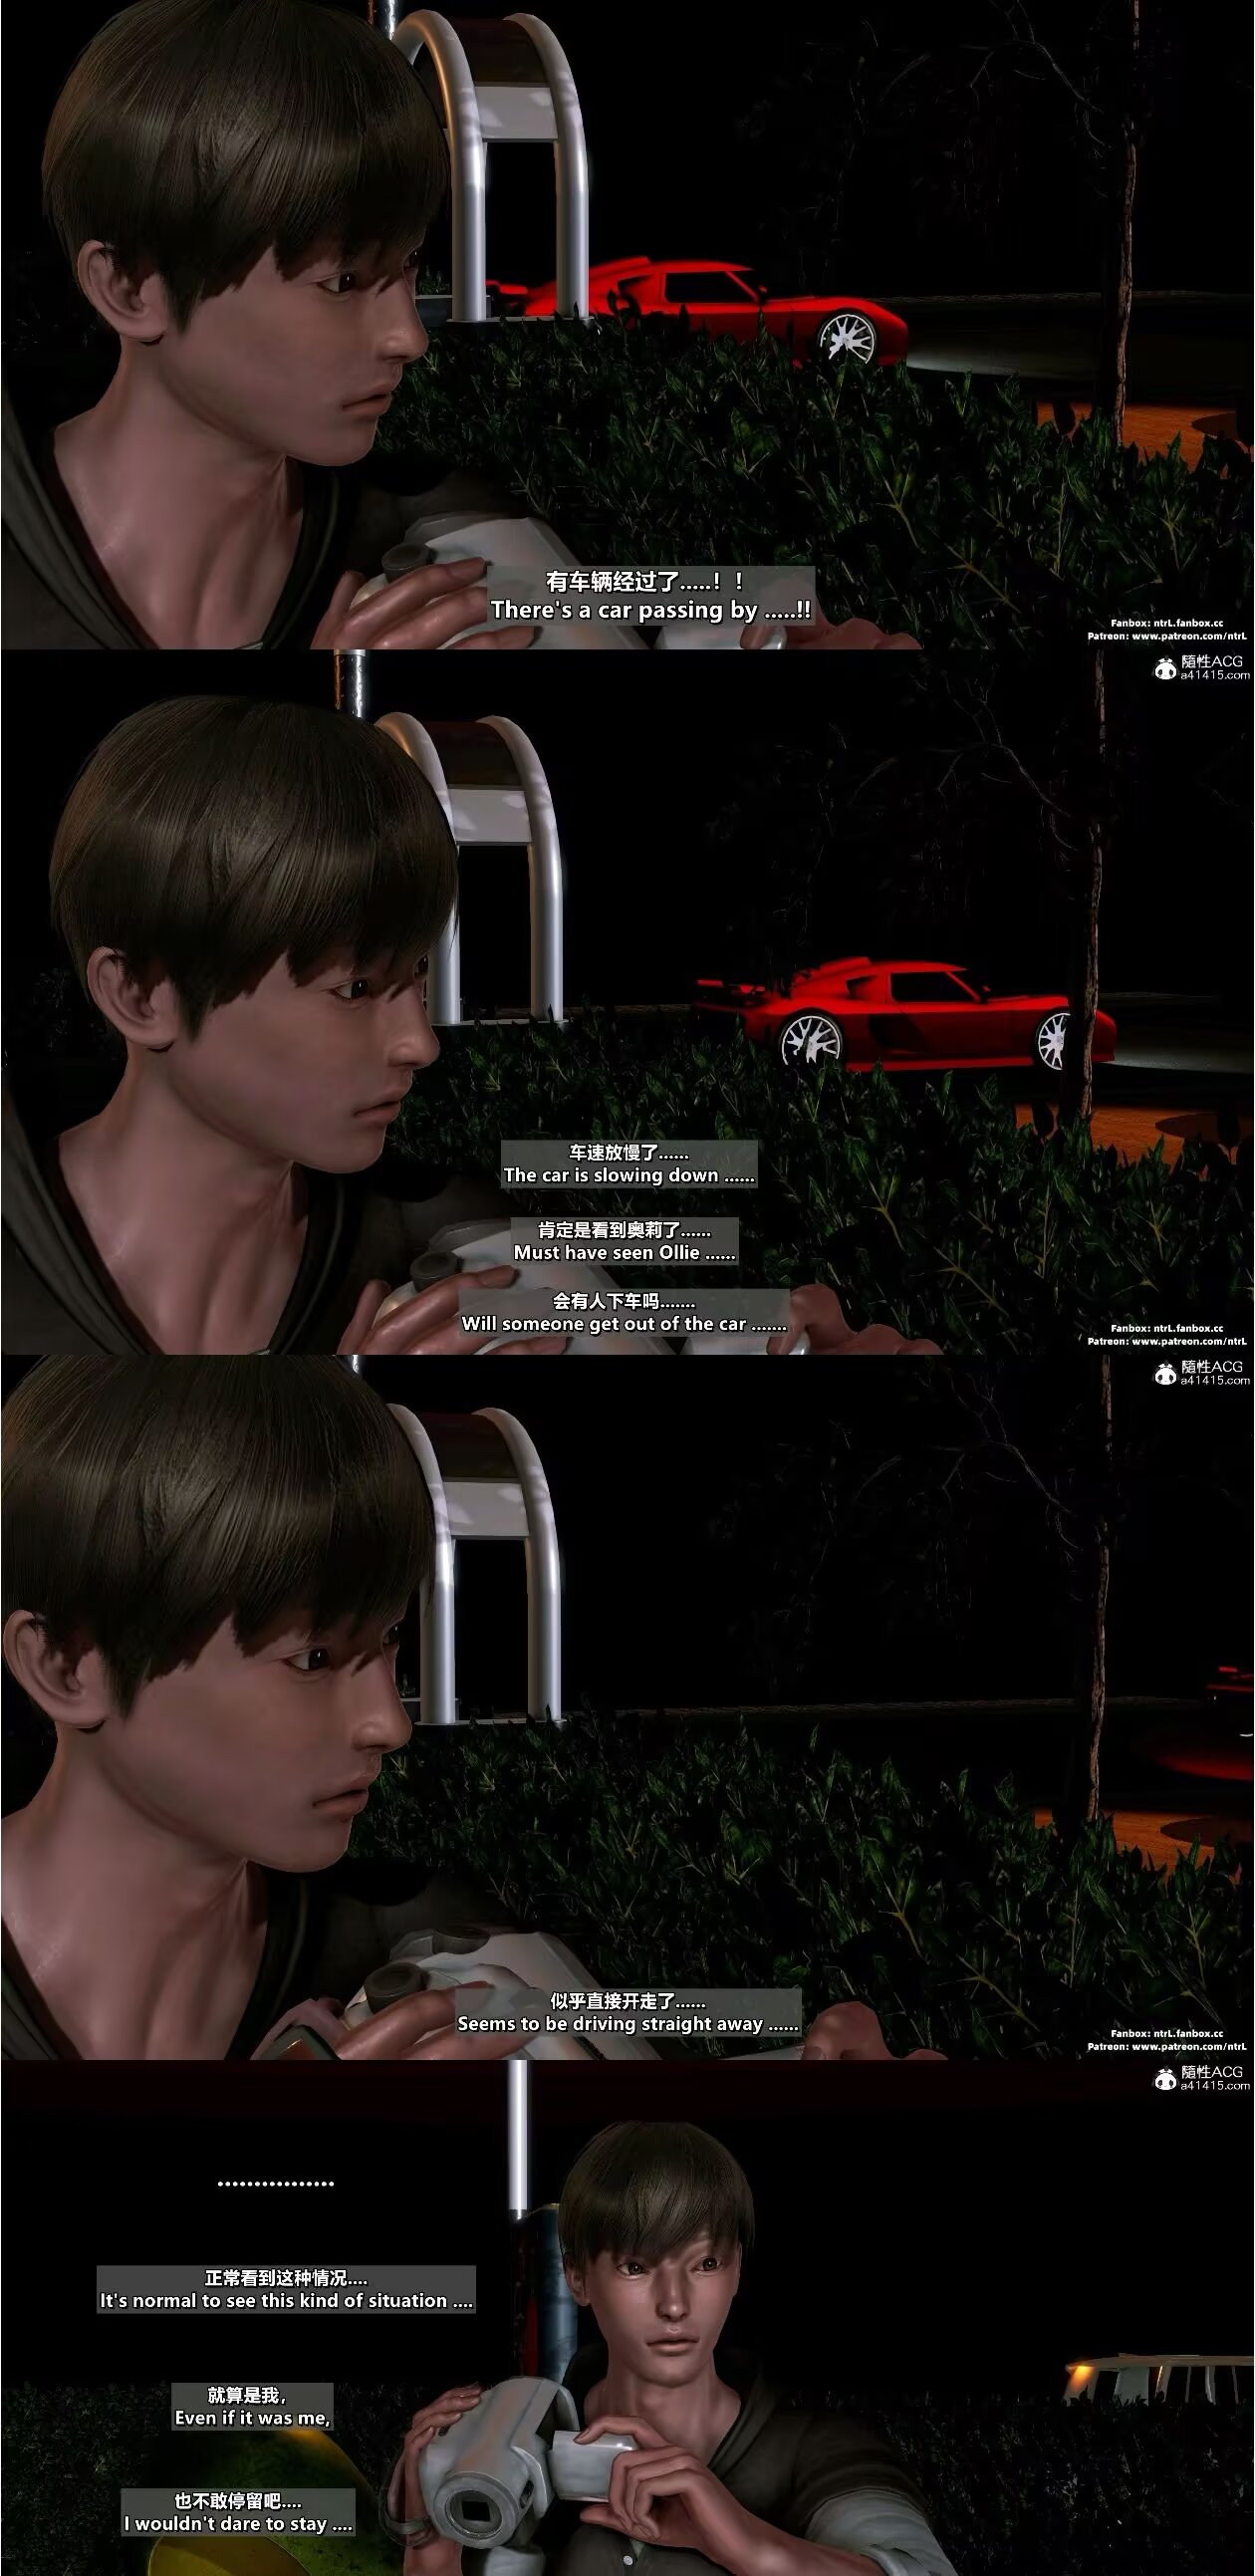 有车辆经过了.....！！
There's a car passing by .....!!
Fanbox: ntrL.fanbox.cc
Patreon: www.patreon.com/ntrL
隨性ACG
a41415.com
车速放慢了......
The car is slowing down ......
肯定是看到奥莉了......
Must have seen Ollie ......
会有人下车吗.......
Will someone get out of the car .......
Fanbox: ntrL.fanbox.cc
Patreon: www.patreon.com/ntrL
隨性ACG
a41415.com
似乎直接开走了......
Seems to be driving straight away ......
Fanbox: ntrL.fanbox.cc
Patreon: www.patreon.com/ntrL
隨性ACG
a41415.com
................
正常看到这种情况....
It's normal to see this kind of situation ....
就算是我，
Even if it was me,
也不敢停留吧....
I wouldn't dare to stay ....